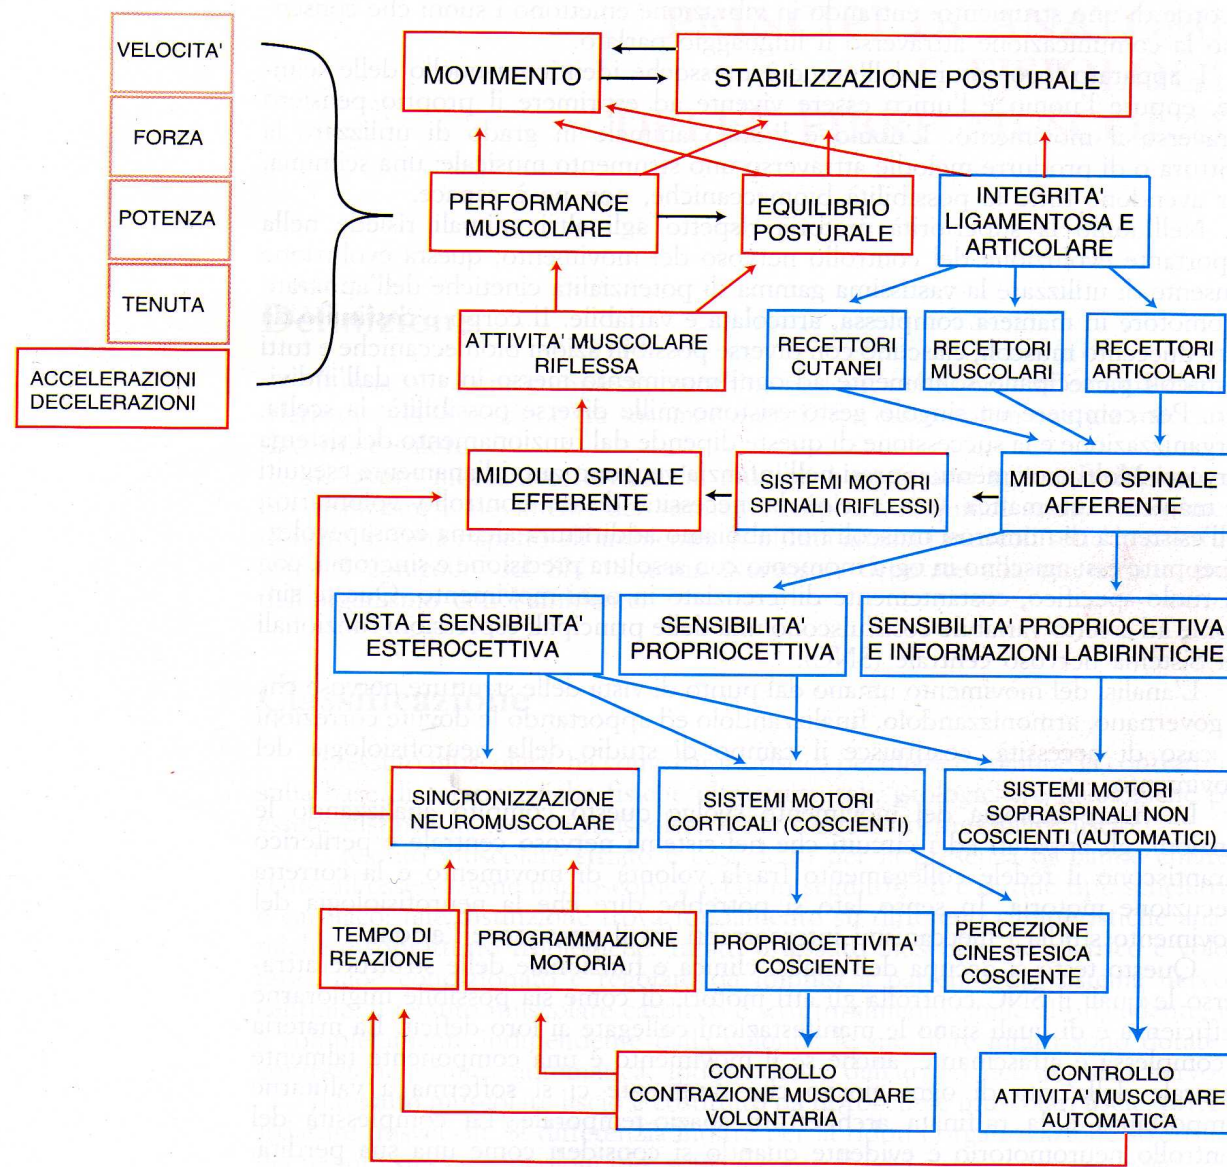 VELOCITA'
FORZA
POTENZA
TENUTA
ACCELERAZIONI
DECELERAZIONI
MOVIMENTO
STABILIZZAZIONE POSTURALE
PERFORMANCE
MUSCOLARE
EQUILBRIO
POSTURALE
INTEGRITA'
LIGAMENTOSA E
ARTICOLARE
ATTIVITA' MUSCOLARE
RIFLESSA
RECETTORI
CUTANEI
RECETTORI
MUSCOLARI
RECETTORI
ARTICOLARI
MIDOLLO SPINALE
EFFERENTE
SISTEMI MOTORI
SPINALI (RIFLESSI)
MIDOLLO SPINALE
AFFERENTE
VISTA E SENSIBILITA'
ESTEROCETTIVA
SENSIBILITA'
PROPRIOCETTIVA
SENSIBILITA' PROPRIOCETTIVA
E INFORMAZIONI LABIRINTICHE
SINCRONIZZAZIONE
NEUROMUSCOLARE
SISTEMI MOTORI
CORTICALI (COSCIENTI)
SISTEMI MOTORI
SOPRASPINALI NON
COSCIENTI (AUTOMATICI)
TEMPO DI
REAZIONE
PROGRAMMAZIONE
MOTORIA
PROPRIOCETTIVITA'
COSCIENTE
PERCEZIONE
CINESTESICA
COSCIENTE
CONTROLLO
CONTRAZIONE MUSCOLARE
VOLONTARIA
CONTROLLO
ATTIVITA' MUSCOLARE
AUTOMATICA